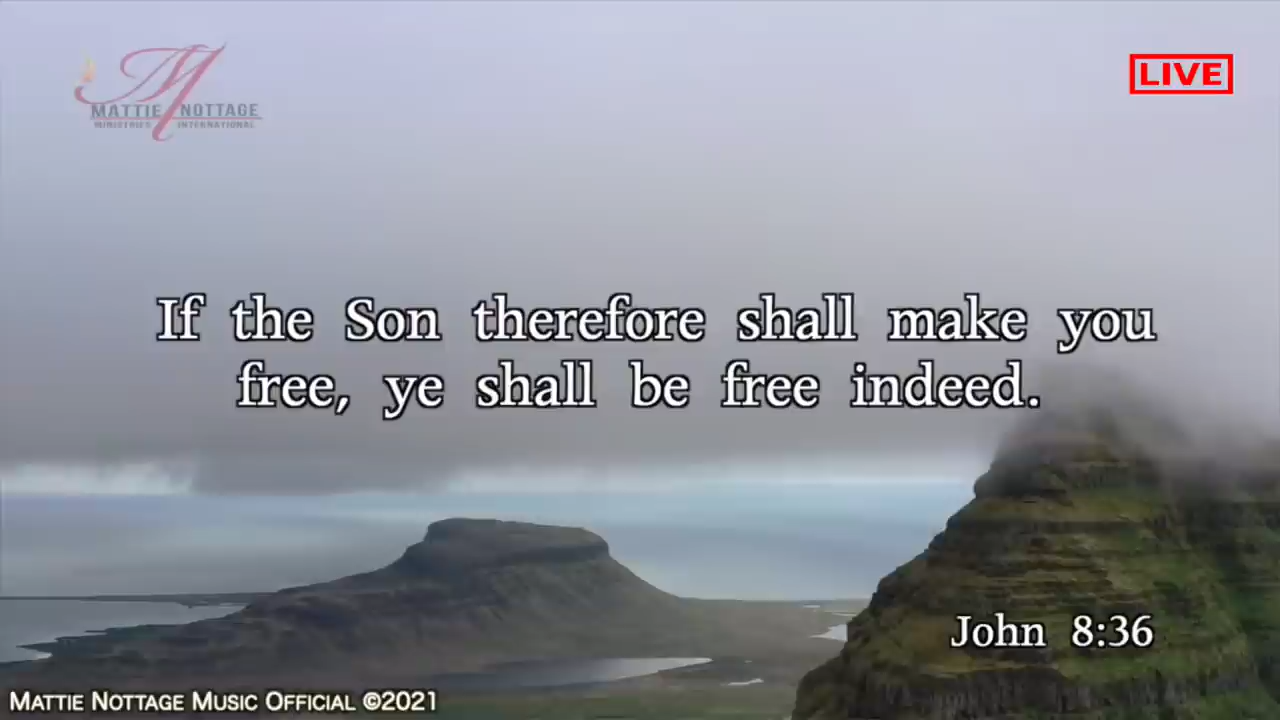 MATTIE NOTTAGE
MINISTRIES INTERNATIONAL
LIVE
If the Son therefore shall make you
free, ye shall be free indeed.
John 8:36
MATTIE NOTTAGE MUSIC OFFICIAL ©2021